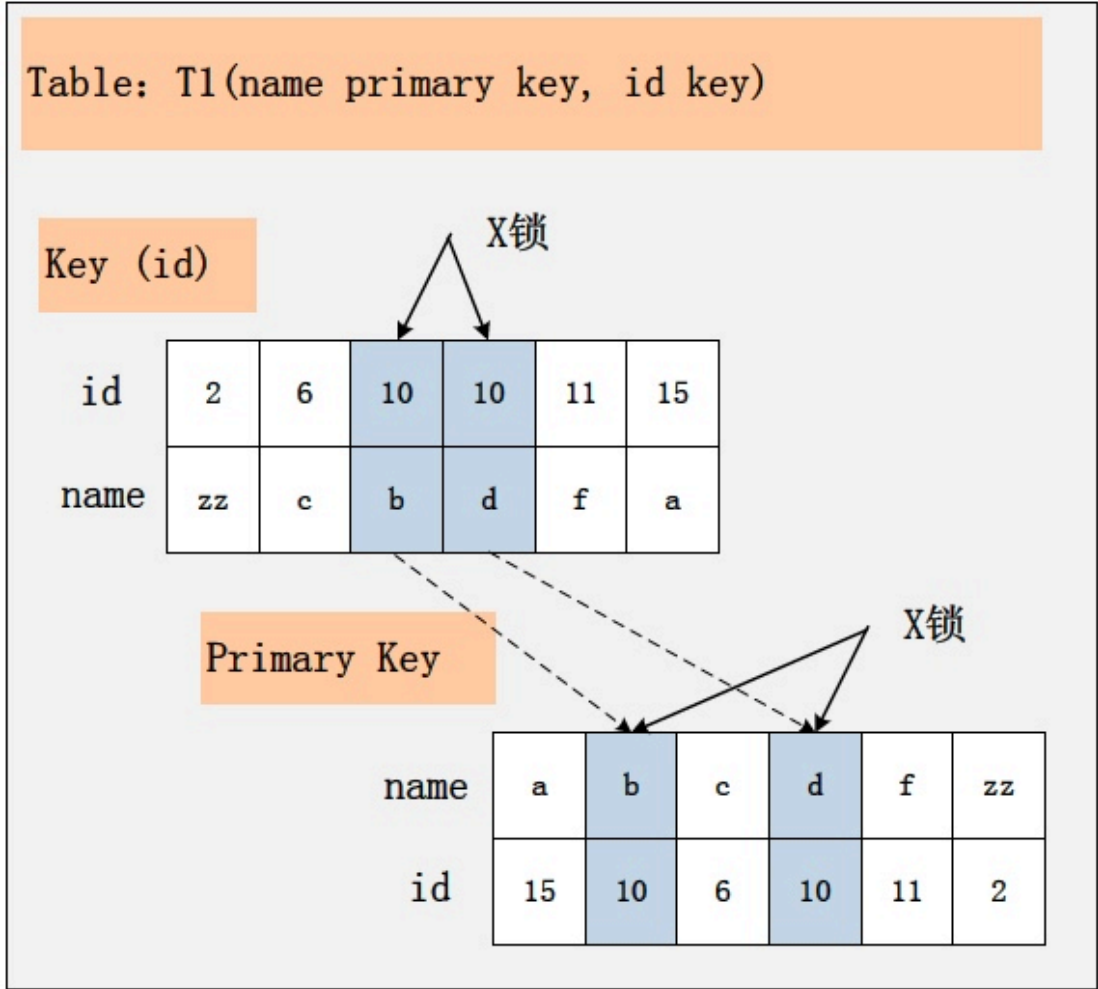 Table：T1(name primary key, id key)
X锁
Key (id)
id 2 6 10 10 11 15
name zz c b d f a
X锁
Primary Key
name a b c d f zz
id 15 10 6 10 11 2